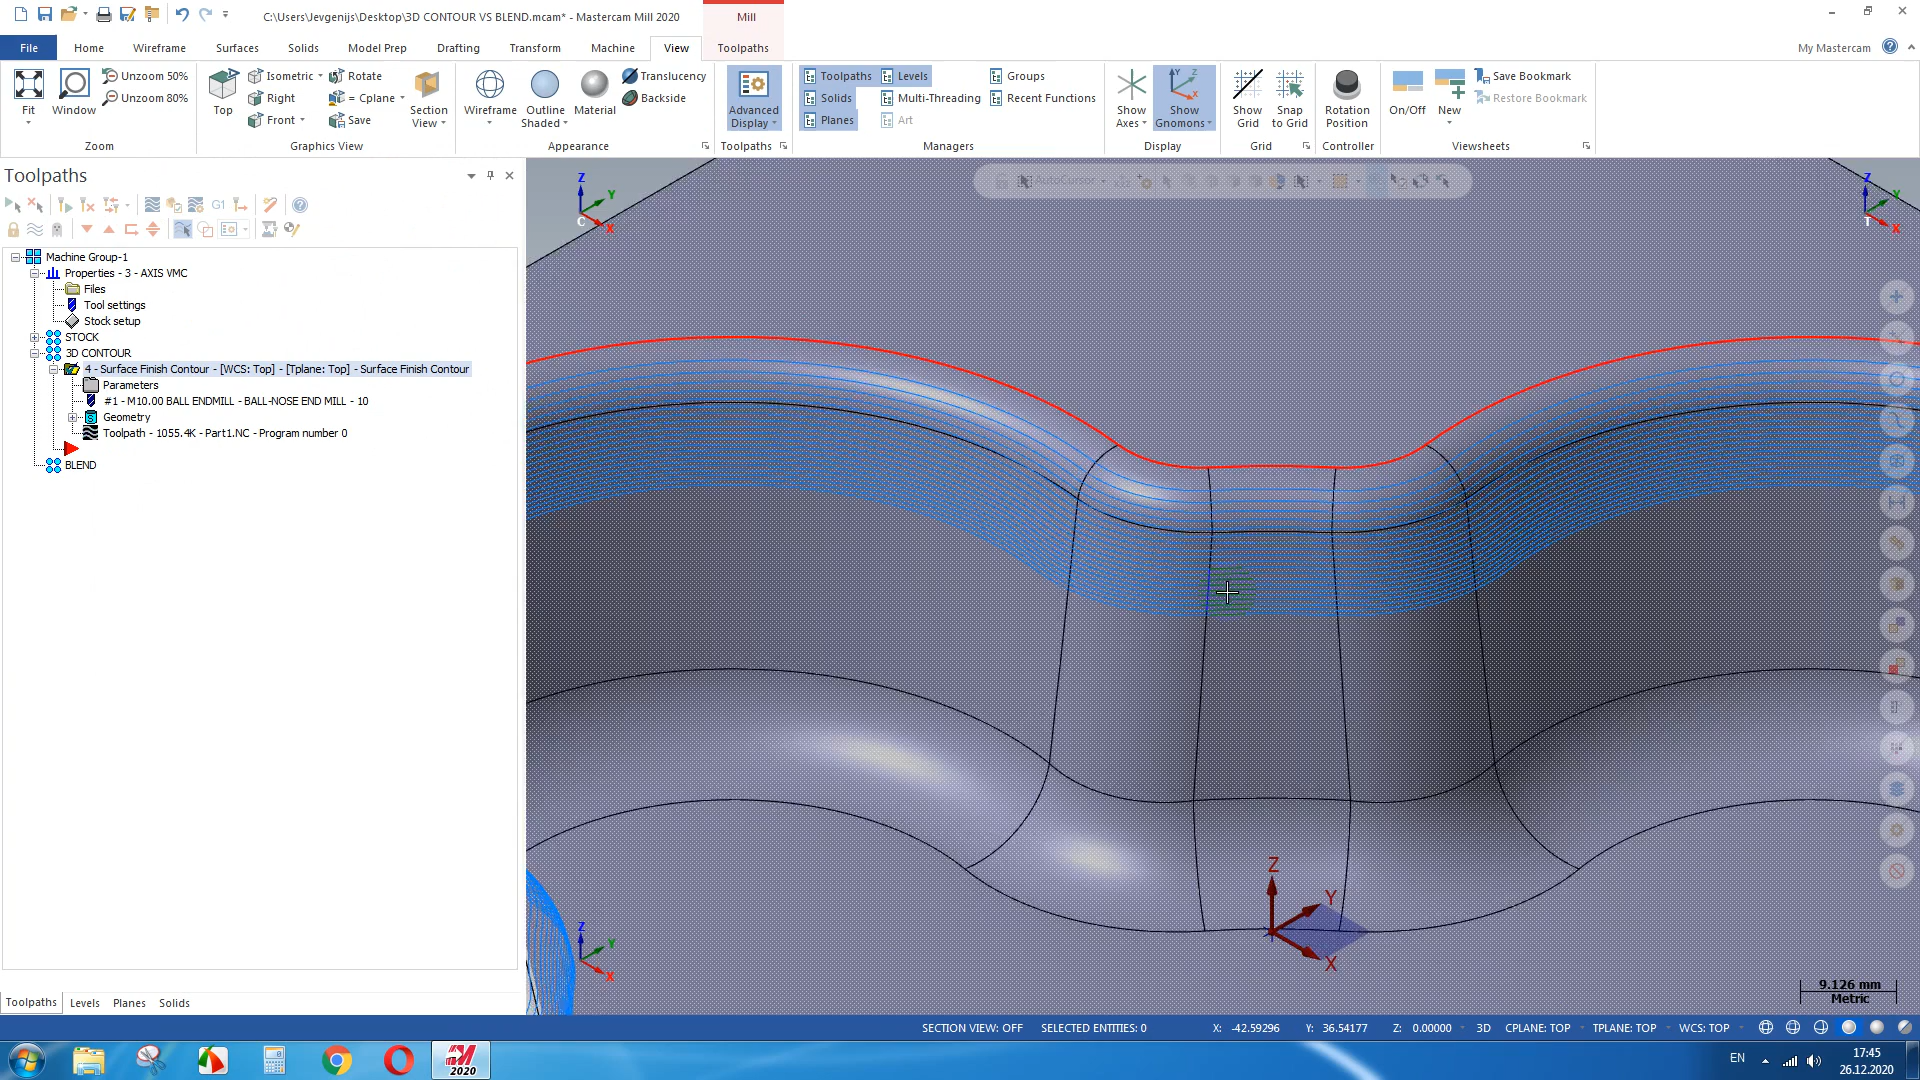 C:\Users\Jevgenijs\Desktop\3D CONTOUR VS BLEND.mcam* - Mastercam Mill 2020
Mill
File
Home
Wireframe
Surfaces
Solids
Model Prep
Drafting
Transform
Machine
View
Toolpaths
My Mastercam
Fit
Window
Unzoom 50%
Unzoom 80%
Zoom
Top
Isometric
Right
Front
Rotate
= Cplane
Save
Section View
Graphics View
Wireframe
Outline Shaded
Material
Translucency
Backside
Appearance
Advanced Display
Toolpaths
Toolpaths
Solids
Planes
Levels
Multi-Threading
Art
Groups
Recent Functions
Managers
Show Axes
Show Gnomons
Display
Show Grid
Snap to Grid
Grid
Rotation Position
Controller
On/Off
New
Save Bookmark
Restore Bookmark
Viewsheets
Toolpaths
G1
Machine Group-1
Properties - 3 - AXIS VMC
Files
Tool settings
Stock setup
STOCK
3D CONTOUR
4 - Surface Finish Contour - [WCS: Top] - [Tplane: Top] - Surface Finish Contour
Parameters
#1 - M10.00 BALL ENDMILL - BALL-NOSE END MILL - 10
Geometry
Toolpath - 1055.4K - Part1.NC - Program number 0
BLEND
AutoCursor
Z
Y
X
C
Z
Y
X
T
Z
Y
X
Z
Y
X
9.126 mm
Metric
Toolpaths
Levels
Planes
Solids
SECTION VIEW: OFF
SELECTED ENTITIES: 0
X: -42.59296
Y: 36.54177
Z: 0.00000
3D
CPLANE: TOP
TPLANE: TOP
WCS: TOP
2020
EN
17:45
26.12.2020